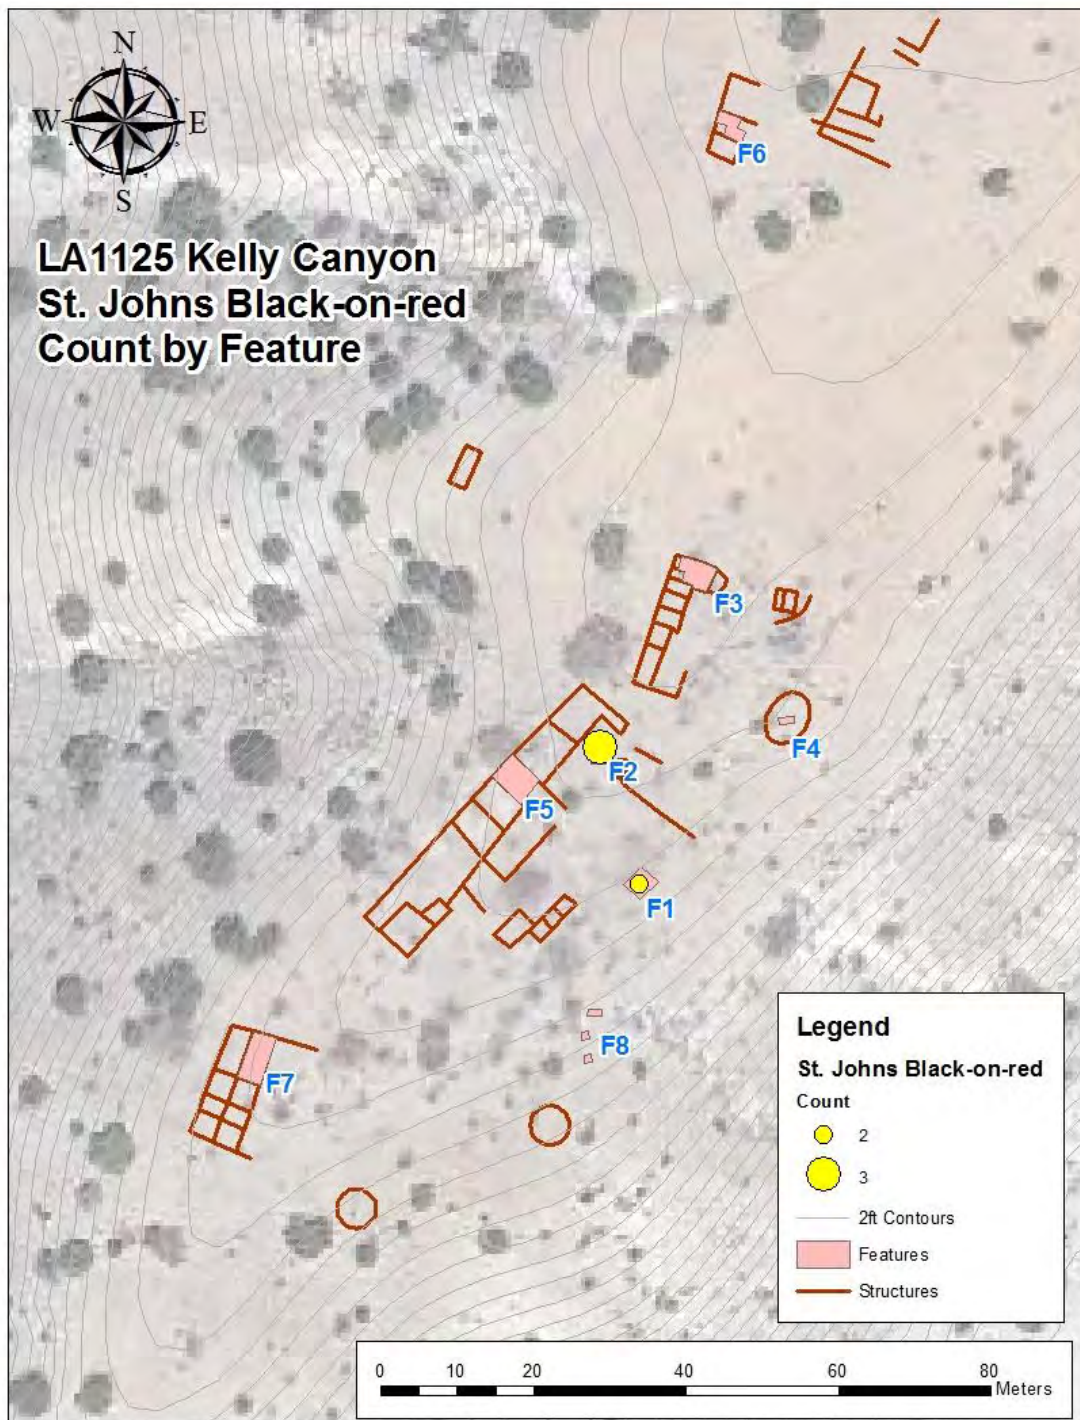 N
W E
S
LA1125 Kelly Canyon
St. Johns Black-on-red
Count by Feature
F6
F3
F4
F2
F5
F1
F8
F7
Legend
St. Johns Black-on-red
Count
2
3
2ft Contours
Features
Structures
0 10 20 40 60 80
Meters